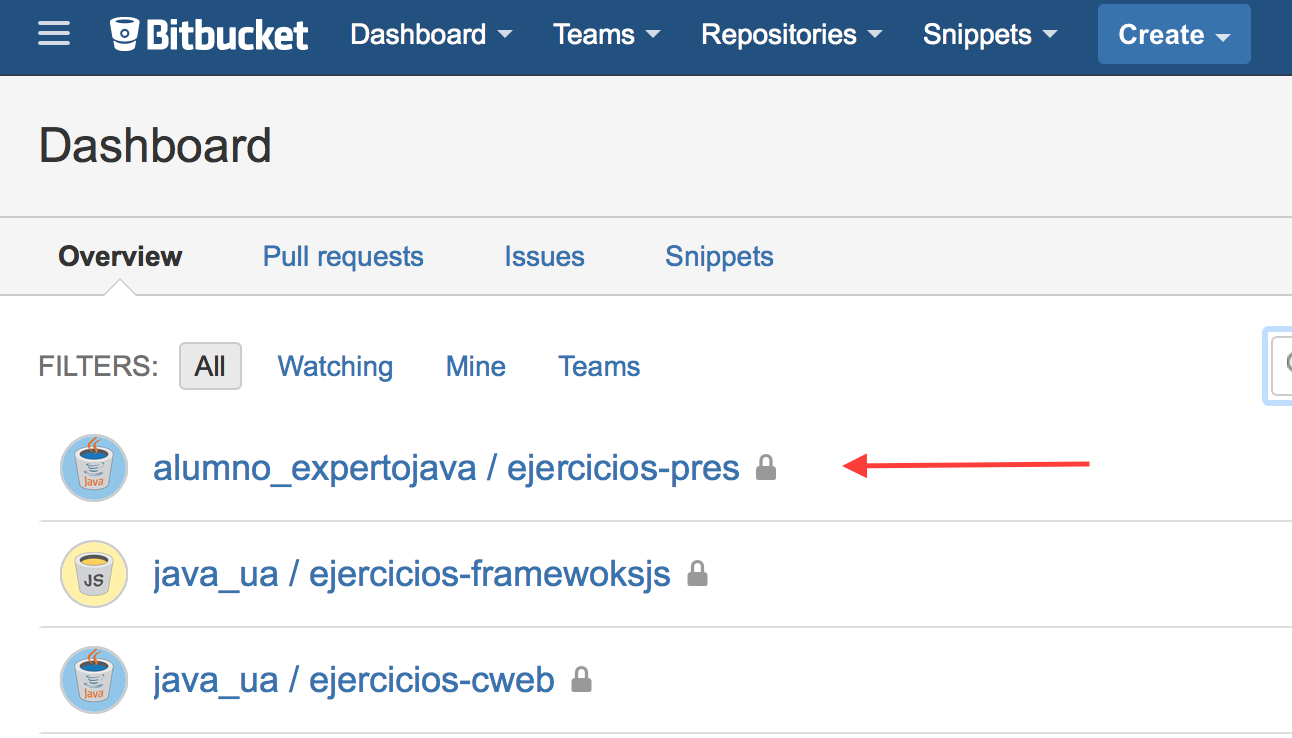 Bitbucket Dashboard Teams Repositories Snippets Create
Dashboard
Overview Pull requests Issues Snippets
FILTERS: All Watching Mine Teams
Java alumno_expertojava / ejercicios-pres
JS java_ua / ejercicios-framewoksjs
Java java_ua / ejercicios-cweb